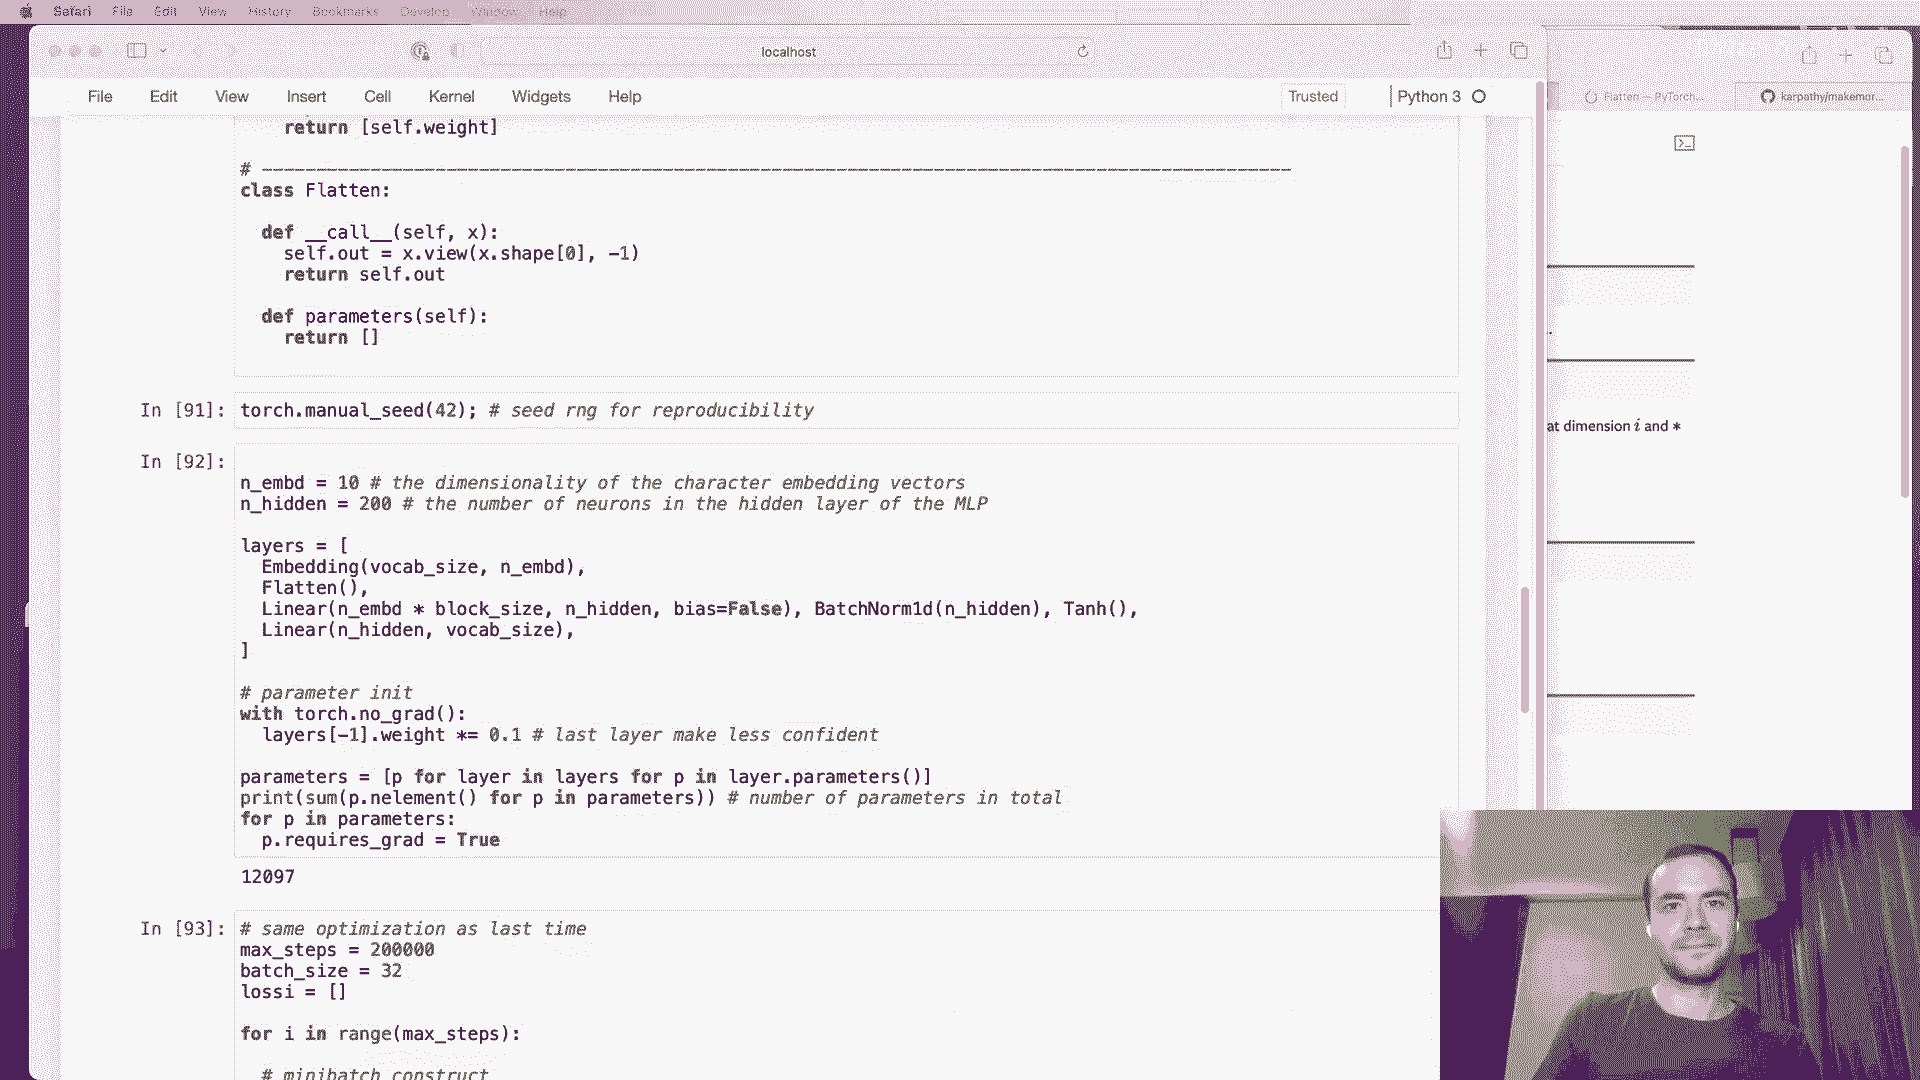 Safari File Edit View History Bookmarks Develop Window Help
localhost
File Edit View Insert Cell Kernel Widgets Help Trusted Python 3
Flatten — PyTorch... karpathy/makemor...
return [self.weight]
# ------------------------------------------------------------------------------------------------
class Flatten:
def __call__(self, x):
self.out = x.view(x.shape[0], -1)
return self.out
def parameters(self):
return []
In [91]: torch.manual_seed(42); # seed rng for reproducibility
at dimension i and *
In [92]:
n_embd = 10 # the dimensionality of the character embedding vectors
n_hidden = 200 # the number of neurons in the hidden layer of the MLP
layers = [
Embedding(vocab_size, n_embd),
Flatten(),
Linear(n_embd * block_size, n_hidden, bias=False), BatchNorm1d(n_hidden), Tanh(),
Linear(n_hidden, vocab_size),
]
# parameter init
with torch.no_grad():
layers[-1].weight *= 0.1 # last layer make less confident
parameters = [p for layer in layers for p in layer.parameters()]
print(sum(p.nelement() for p in parameters)) # number of parameters in total
for p in parameters:
p.requires_grad = True
12097
In [93]: # same optimization as last time
max_steps = 200000
batch_size = 32
lossi = []
for i in range(max_steps):
# minibatch construct